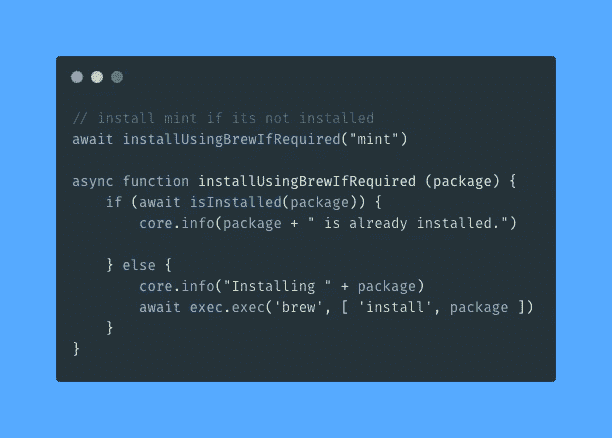 // install mint if its not installed
await installUsingBrewIfRequired("mint")

async function installUsingBrewIfRequired (package) {
    if (await isInstalled(package)) {
        core.info(package + " is already installed.")

    } else {
        core.info("Installing " + package)
        await exec.exec('brew', [ 'install', package ])
    }
}